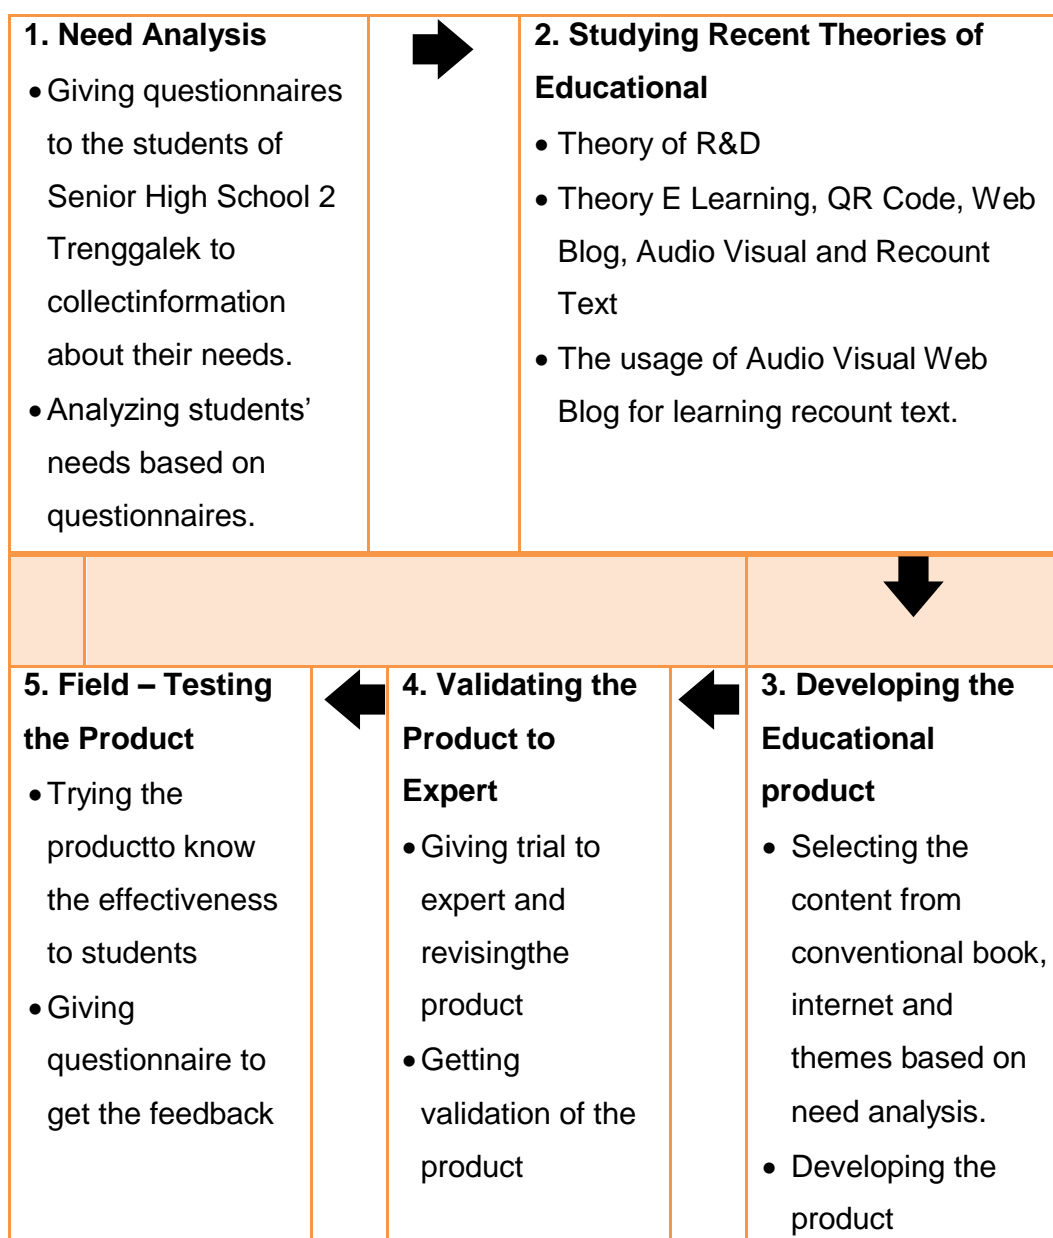 1. Need Analysis
• Giving questionnaires
to the students of
Senior High School 2
Trenggalek to
collectinformation
about their needs.
• Analyzing students’
needs based on
questionnaires.
2. Studying Recent Theories of
Educational
• Theory of R&D
• Theory E Learning, QR Code, Web
Blog, Audio Visual and Recount
Text
• The usage of Audio Visual Web
Blog for learning recount text.
5. Field – Testing
the Product
• Trying the
productto know
the effectiveness
to students
• Giving
questionnaire to
get the feedback
4. Validating the
Product to
Expert
• Giving trial to
expert and
revisingthe
product
• Getting
validation of the
product
3. Developing the
Educational
product
• Selecting the
content from
conventional book,
internet and
themes based on
need analysis.
• Developing the
product